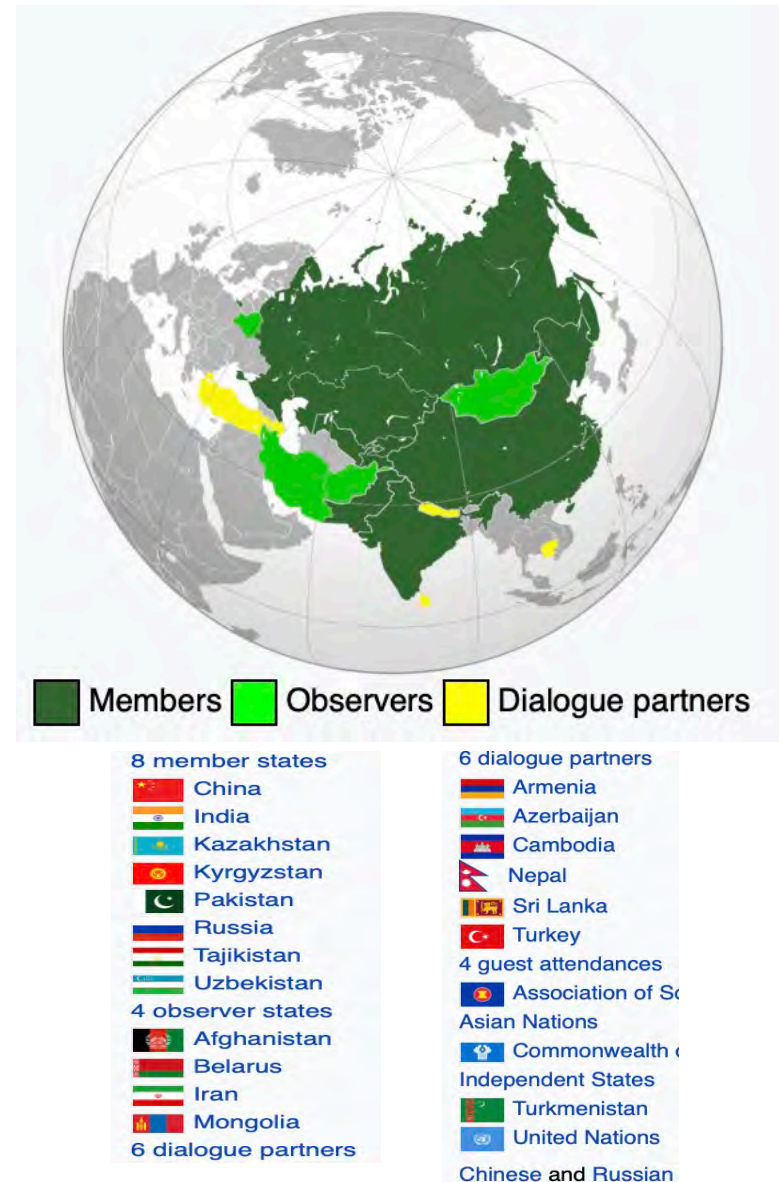 Members Observers Dialogue partners
8 member states
China
India
Kazakhstan
Kyrgyzstan
Pakistan
Russia
Tajikistan
Uzbekistan
4 observer states
Afghanistan
Belarus
Iran
Mongolia
6 dialogue partners
6 dialogue partners
Armenia
Azerbaijan
Cambodia
Nepal
Sri Lanka
Turkey
4 guest attendances
Association of
Asian Nations
Commonwealth
Independent States
Turkmenistan
United Nations
Chinese and Russian